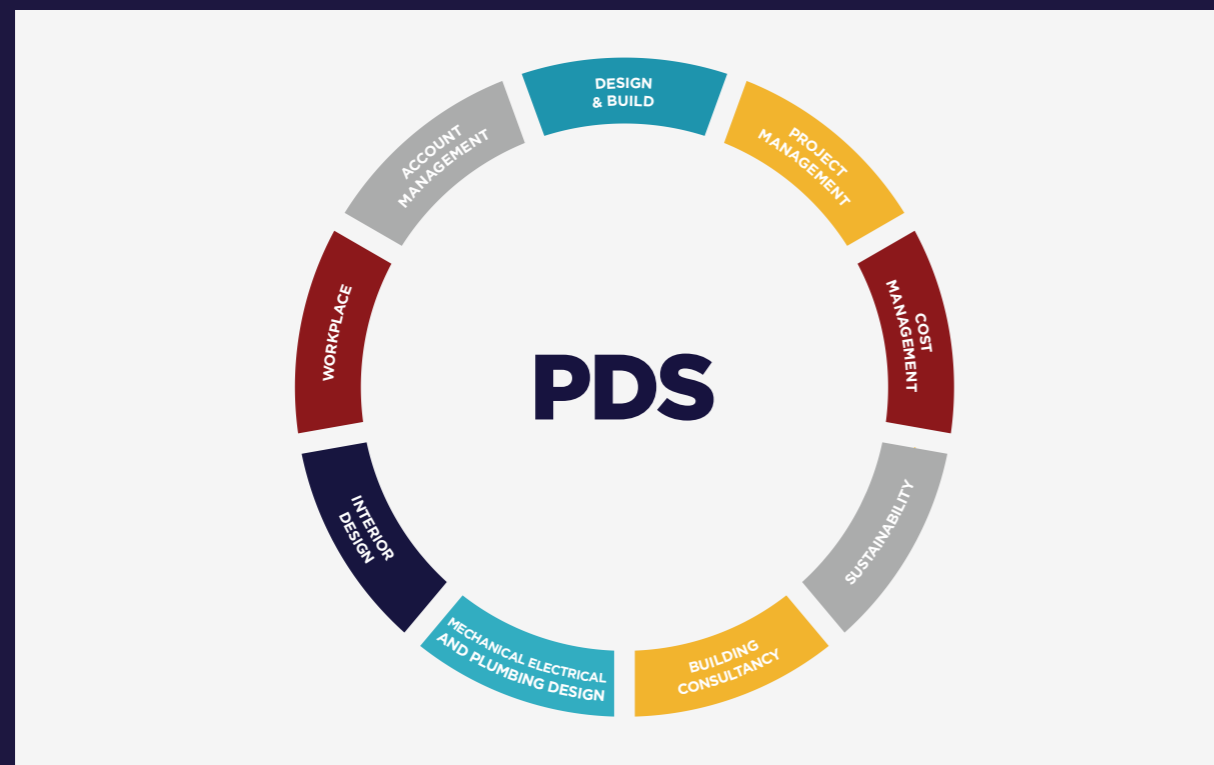 DESIGN
& BUILD
PROJECT
MANAGEMENT
COST
MANAGEMENT
SUSTAINABILITY
BUILDING
CONSULTANCY
MECHANICAL ELECTRICAL
AND PLUMBING DESIGN
INTERIOR
DESIGN
WORKPLACE
ACCOUNT
MANAGEMENT
PDS